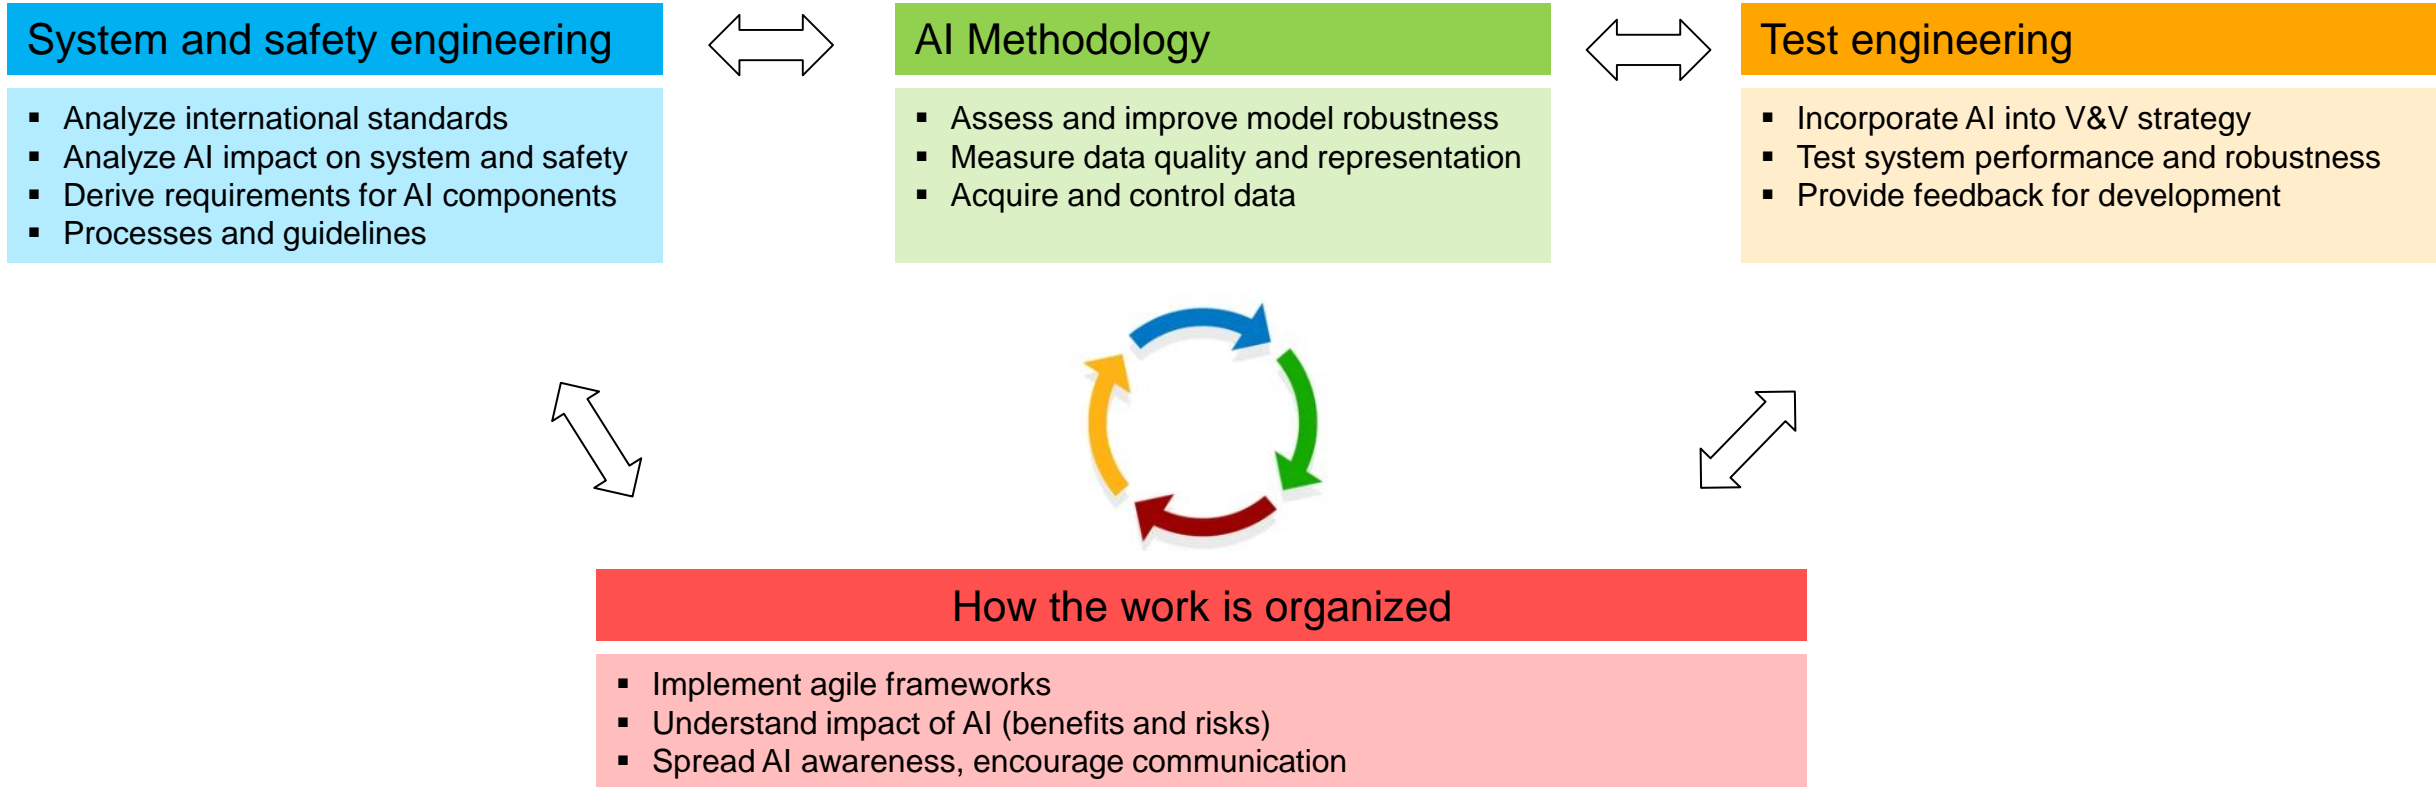 System and safety engineering
▪ Analyze international standards
▪ Analyze AI impact on system and safety
▪ Derive requirements for AI components
▪ Processes and guidelines
AI Methodology
▪ Assess and improve model robustness
▪ Measure data quality and representation
▪ Acquire and control data
Test engineering
▪ Incorporate AI into V&V strategy
▪ Test system performance and robustness
▪ Provide feedback for development
How the work is organized
▪ Implement agile frameworks
▪ Understand impact of AI (benefits and risks)
▪ Spread AI awareness, encourage communication